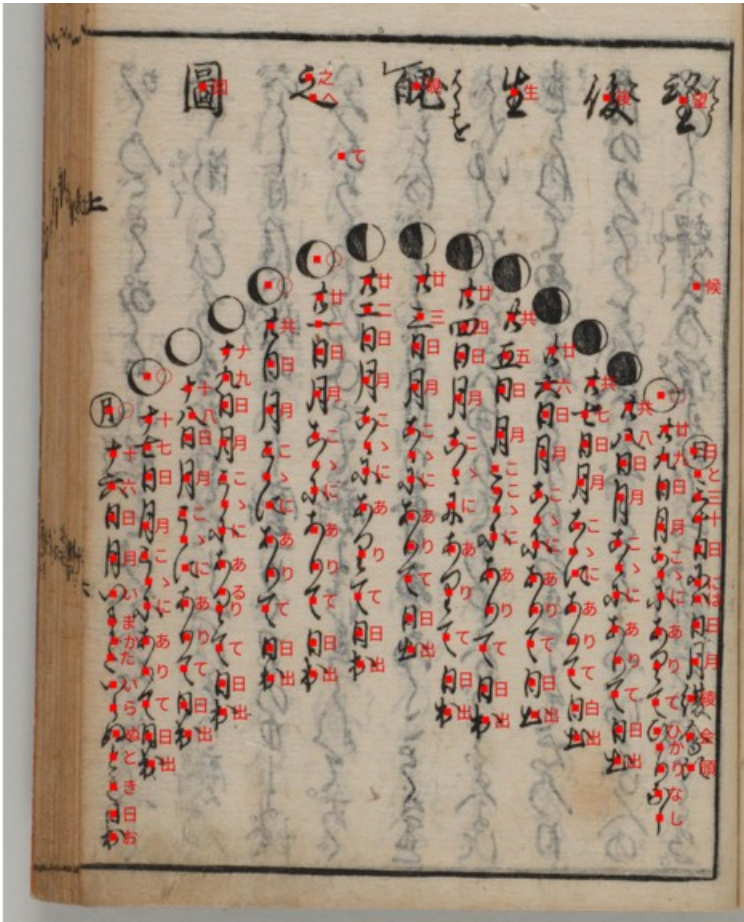 望後生魄之圖
三十日には日月
廿九日月こゝにありてひかりなし
廿八日月こゝにありて日出
廿七日月こゝにありて日出
廿六日月こゝにありて日出
廿五日月こゝにありて日出
廿四日月こゝにありて日出
廿三日月こゝにありて日出
廿二日月こゝにありて日出
廿一日月こゝにありて日出
廿日月こゝにありて日出
十九日月こゝにありて日出
十八日月こゝにありて日出
十七日月こゝにありて日出
月
十六日月いまだいらぬとき日出